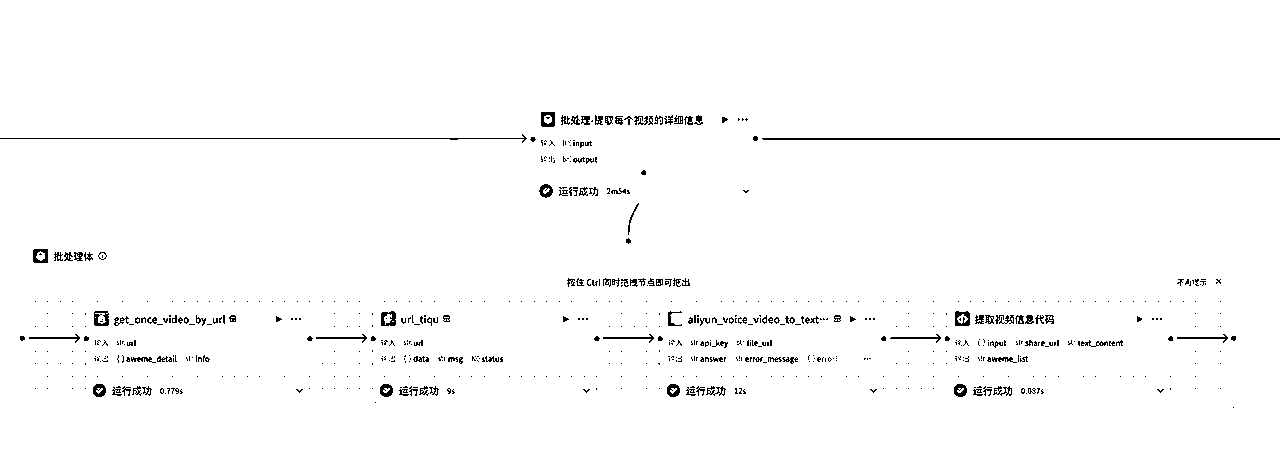 批处理-提取每个视频的详细信息
输入 input
输出 output
运行成功 2m54s
批处理体
按住 Ctrl 同时拖拽节点即可拖出 不再提示
get_once_video_by_url url_tiqu aliyun_voice_video_to_text··· 提取视频信息代码
输入 str. url 输入 str. url 输入 str. api_key str. file_url 输入 {} input str. share_url str. text_content
输出 {} aweme_detail str. info 输出 {} data str. msg status 输出 str. answer str. error_message {} error 输出 str. aweme_list
运行成功 0.779s 运行成功 9s 运行成功 12s 运行成功 0.087s